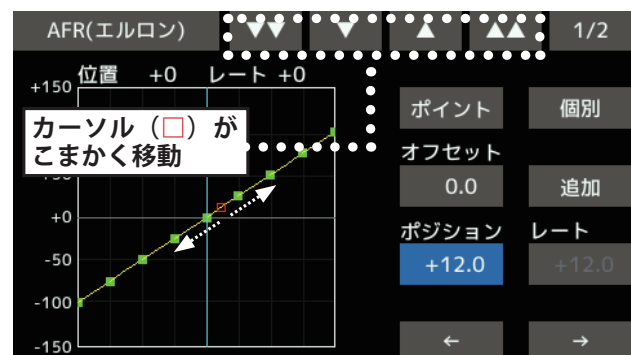 AFR(エルロン) ▼▼ ▼ ▲ ▲▲ 1/2
位置 +0 レート +0
+150
カーソル（□）が
こまかく移動
+0
-50
-100
-150
ポイント 個別
オフセット
0.0 追加
ポジション レート
+12.0 +12.0
← →